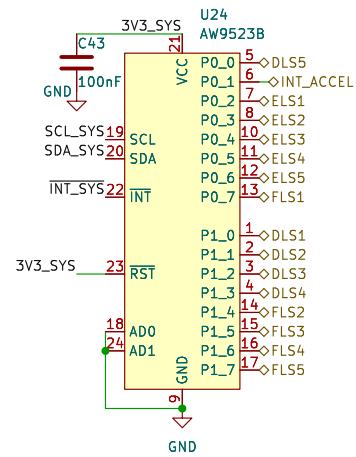 U24
AW9523B
3V3_SYS
C43
100nF
GND
21
VCC
SCL_SYS 19 SCL
SDA_SYS 20 SDA
INT_SYS 22 INT
3V3_SYS 23 RST
18 AD0
24 AD1
P0_0 5 DLS5
P0_1 6 INT_ACCEL
P0_2 7 ELS1
P0_3 8 ELS2
P0_4 10 ELS3
P0_5 11 ELS4
P0_6 12 ELS5
P0_7 13 FLS1
P1_0 1 DLS1
P1_1 2 DLS2
P1_2 3 DLS3
P1_3 4 DLS4
P1_4 14 FLS2
P1_5 15 FLS3
P1_6 16 FLS4
P1_7 17 FLS5
GND
9
GND